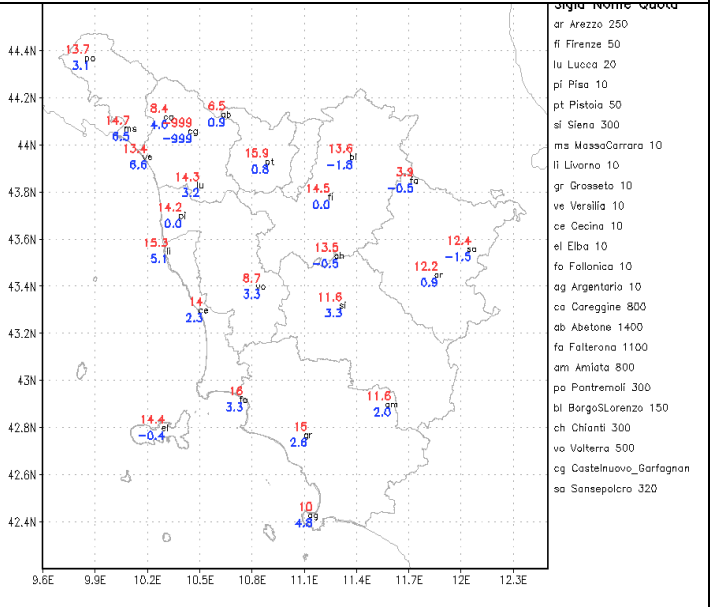 Sigla Nome Quota
ar Arezzo 250
fi Firenze 50
lu Lucca 20
pi Pisa 10
pt Pistoia 50
si Siena 300
ms MassaCarrara 10
li Livorno 10
gr Grosseto 10
ve Versilia 10
ce Cecina 10
el Elba 10
fo Follonica 10
ag Argentario 10
ca Careggine 800
ab Abetone 1400
fa Falterona 1100
am Amiata 800
po Pontremoli 300
bl BorgoSLorenzo 150
ch Chianti 300
vo Volterra 500
cg Castelnuovo_Garfagnan
sa Sansepolcro 320
44.4N
44.2N
44N
43.8N
43.6N
43.4N
43.2N
43N
42.8N
42.6N
42.4N
13.7
po
3.1
8.4
ca
4.0
-999
cg
-999
6.5
ab
0.9
14.7
ms
6.5
13.4
ve
6.6
15.9
pt
0.8
13.6
bl
3.9
fa
-0.5
14.3
lu
3.2
14.5
fi
0.0
14.2
pi
0.0
15.3
li
5.1
13.5
ch
-0.5
12.4
sa
-1.5
12.2
ar
0.9
8.7
vo
3.3
11.6
si
3.3
14
ce
2.3
16
3.3
11.6
am
2.0
14.4
el
-0.4
15
gr
2.6
10
ag
4.8
9.6E 9.9E 10.2E 10.5E 10.8E 11.1E 11.4E 11.7E 12E 12.3E